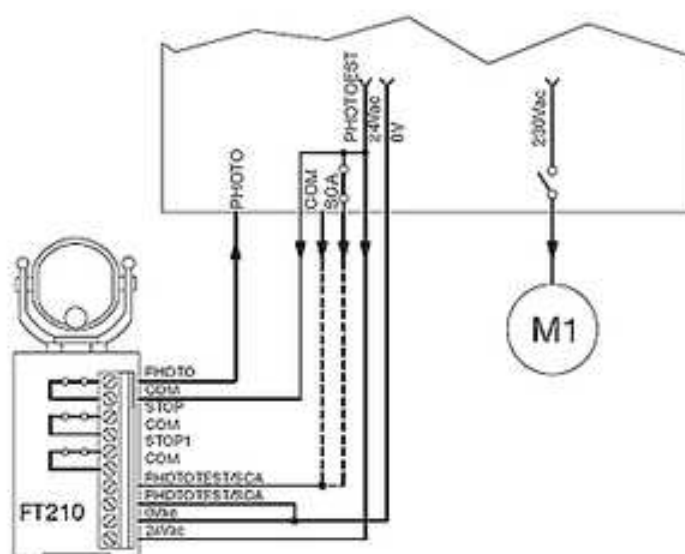 PHOTO
COM
SCA
PHOTOEST
24Vac
0V
230Vac
M1
PHOTO
COM
STOP
COM
STOP1
COM
PHOTOTEST/SCA
PHOTOTEST/SCA
0Vac
24Vac
FT210